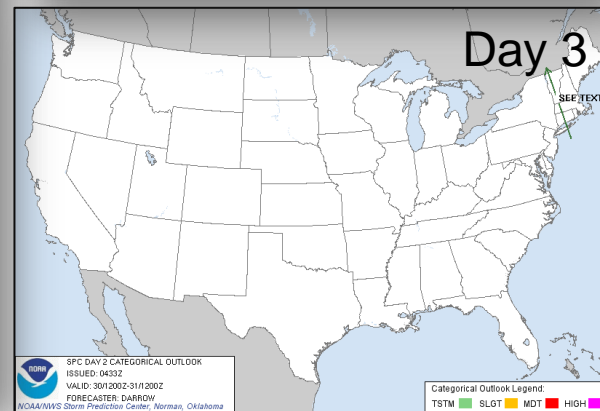 Day 3
SEE TEXT
SPC DAY 2 CATEGORICAL OUTLOOK
ISSUED: 0433Z
VALID: 30/1200Z-31/1200Z
FORECASTER: DARROW
NOAA/NWS Storm Prediction Center, Norman, Oklahoma
NOAA
Categorical Outlook Legend:
TSTM SLGT MDT HIGH